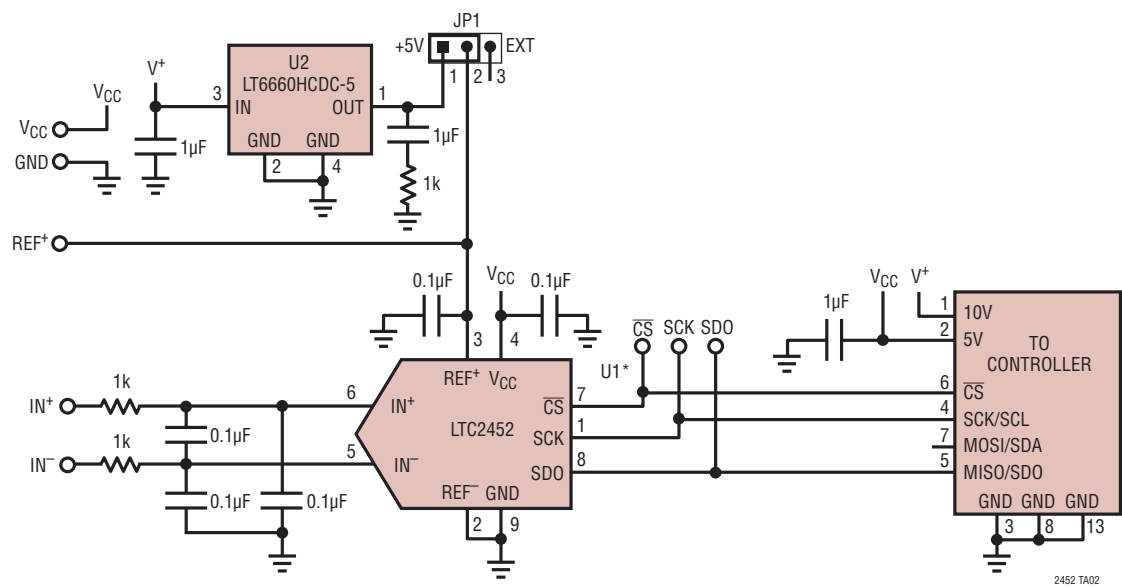 JP1
+5V
EXT
1
2
3
U2
LT6660HCDC-5
V+
3
IN
OUT
1
GND
GND
2
4
VCC
VCC
GND
1µF
1µF
1k
REF+
0.1µF
VCC
0.1µF
3
4
CS
SCK
SDO
U1*
REF+
VCC
1k
IN+
6
IN+
0.1µF
1k
IN–
5
IN–
0.1µF
0.1µF
LTC2452
CS
7
SCK
1
SDO
8
REF–
GND
2
9
1µF
VCC
V+
1
10V
2
5V
TO
CONTROLLER
6
CS
4
SCK/SCL
7
MOSI/SDA
5
MISO/SDO
GND
GND
GND
3
8
13
2452 TA02